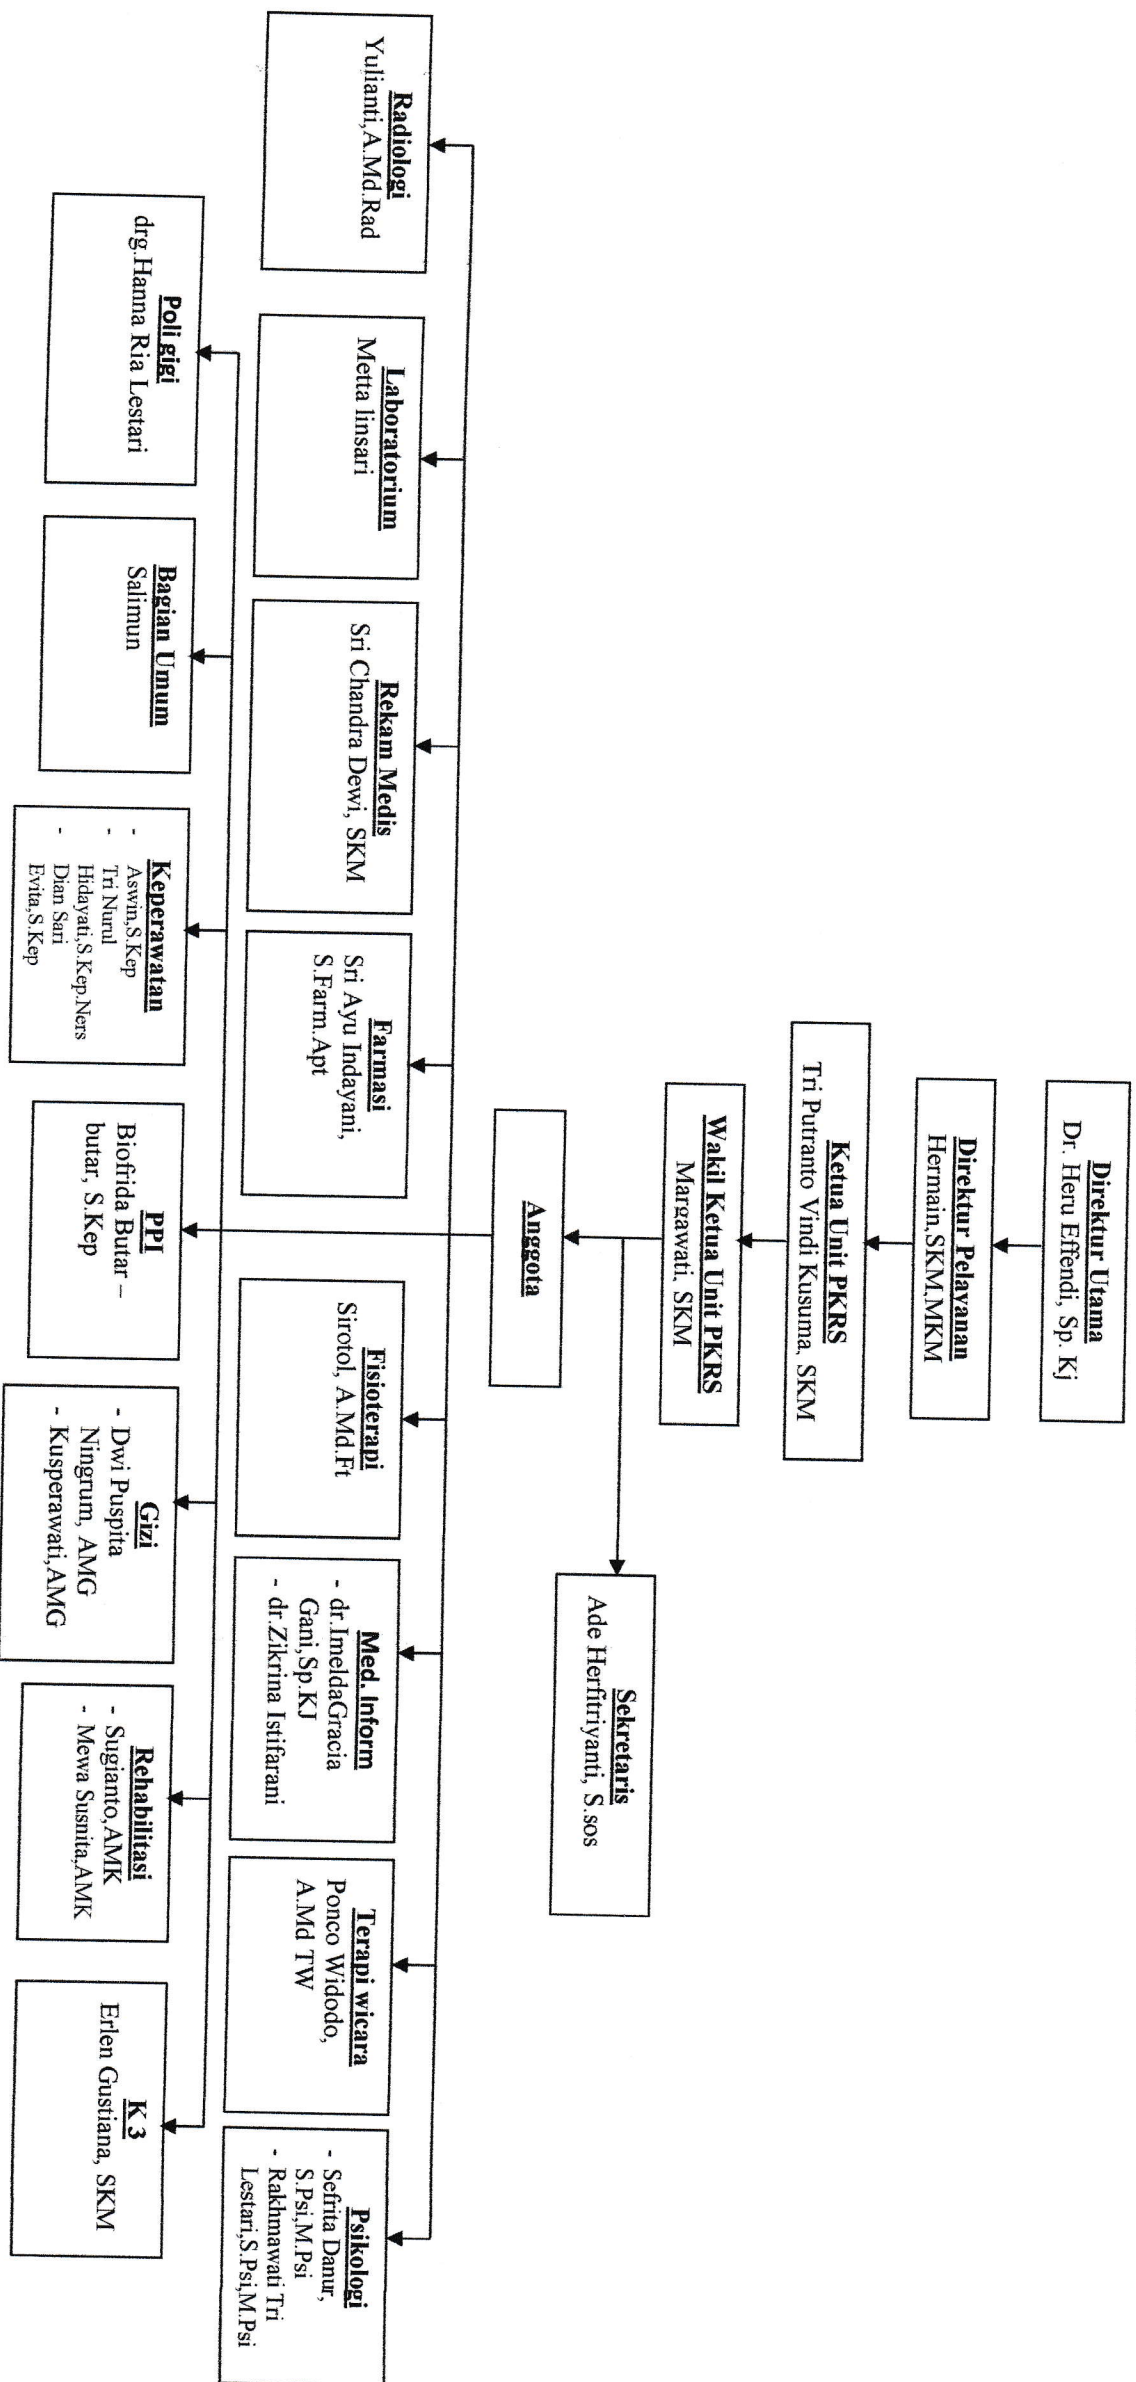 Direktur Utama
Dr. Heru Effendi, Sp. Kj
Direktur Pelayanan
Hermain,SKM,MKM
Ketua Unit PKRS
Tri Putranto Vindi Kusuma, SKM
Wakil Ketua Unit PKRS
Margawati, SKM
Sekretaris
Ade Herfitriyanti, S.sos
Anggota
Radiologi
Yulianti,A.Md.Rad
Laboratorium
Metta linsari
Rekam Medis
Sri Chandra Dewi, SKM
Farmasi
Sri Ayu Indayani,
S.Farm.Apt
Fisioterapi
Sirotol, A.Md.Ft
Med. Inform
- dr.ImeldaGracia
Gani,Sp.KJ
- dr.Zikrina Istifarani
Terapi wicara
Ponco Widodo,
A.Md TW
Psikologi
- Sefrita Danur,
S.Psi,M.Psi
- Rakhmawati Tri
Lestari,S.Psi,M.Psi
Poli gigi
drg.Hanna Ria Lestari
Bagian Umum
Salimun
Keperawatan
- Aswin,S.Kep
- Tri Nurul
Hidayati,S.Kep.Ners
- Dian Sari
Evita,S.Kep
PPI
Biofrida Butar –
butar, S.Kep
Gizi
- Dwi Puspita
Ningrum, AMG
- Kusperawati,AMG
Rehabilitasi
- Sugianto,AMK
- Mewa Susnita,AMK
K 3
Erlen Gustiana, SKM